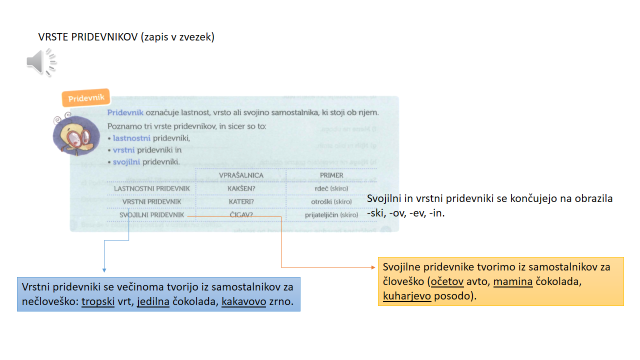 VRSTE PRIDEVNIKOV (zapis v zvezek)
Pridevnik
Pridevnik označuje lastnost, vrsto ali svojino samostalnika, ki stoji ob njem.
Poznamo tri vrste pridevnikov, in sicer so to:
• lastnostni pridevniki,
• vrstni pridevniki in
• svojilni pridevniki.
VPRAŠALNICA PRIMER
LASTNOSTNI PRIDEVNIK KAKŠEN? rdeč (skiro)
VRSTNI PRIDEVNIK KATERI? otroški (skiro)
SVOJILNI PRIDEVNIK ČIGAV? prijateljičin (skiro)
Svojilni in vrstni pridevniki se končujejo na obrazila
-ski, -ov, -ev, -in.
Vrstni pridevniki se večinoma tvorijo iz samostalnikov za
nečloveško: tropski vrt, jedilna čokolada, kakavovo zrno.
Svojilne pridevnike tvorimo iz samostalnikov za
človeško (očetov avto, mamina čokolada,
kuharjevo posodo).